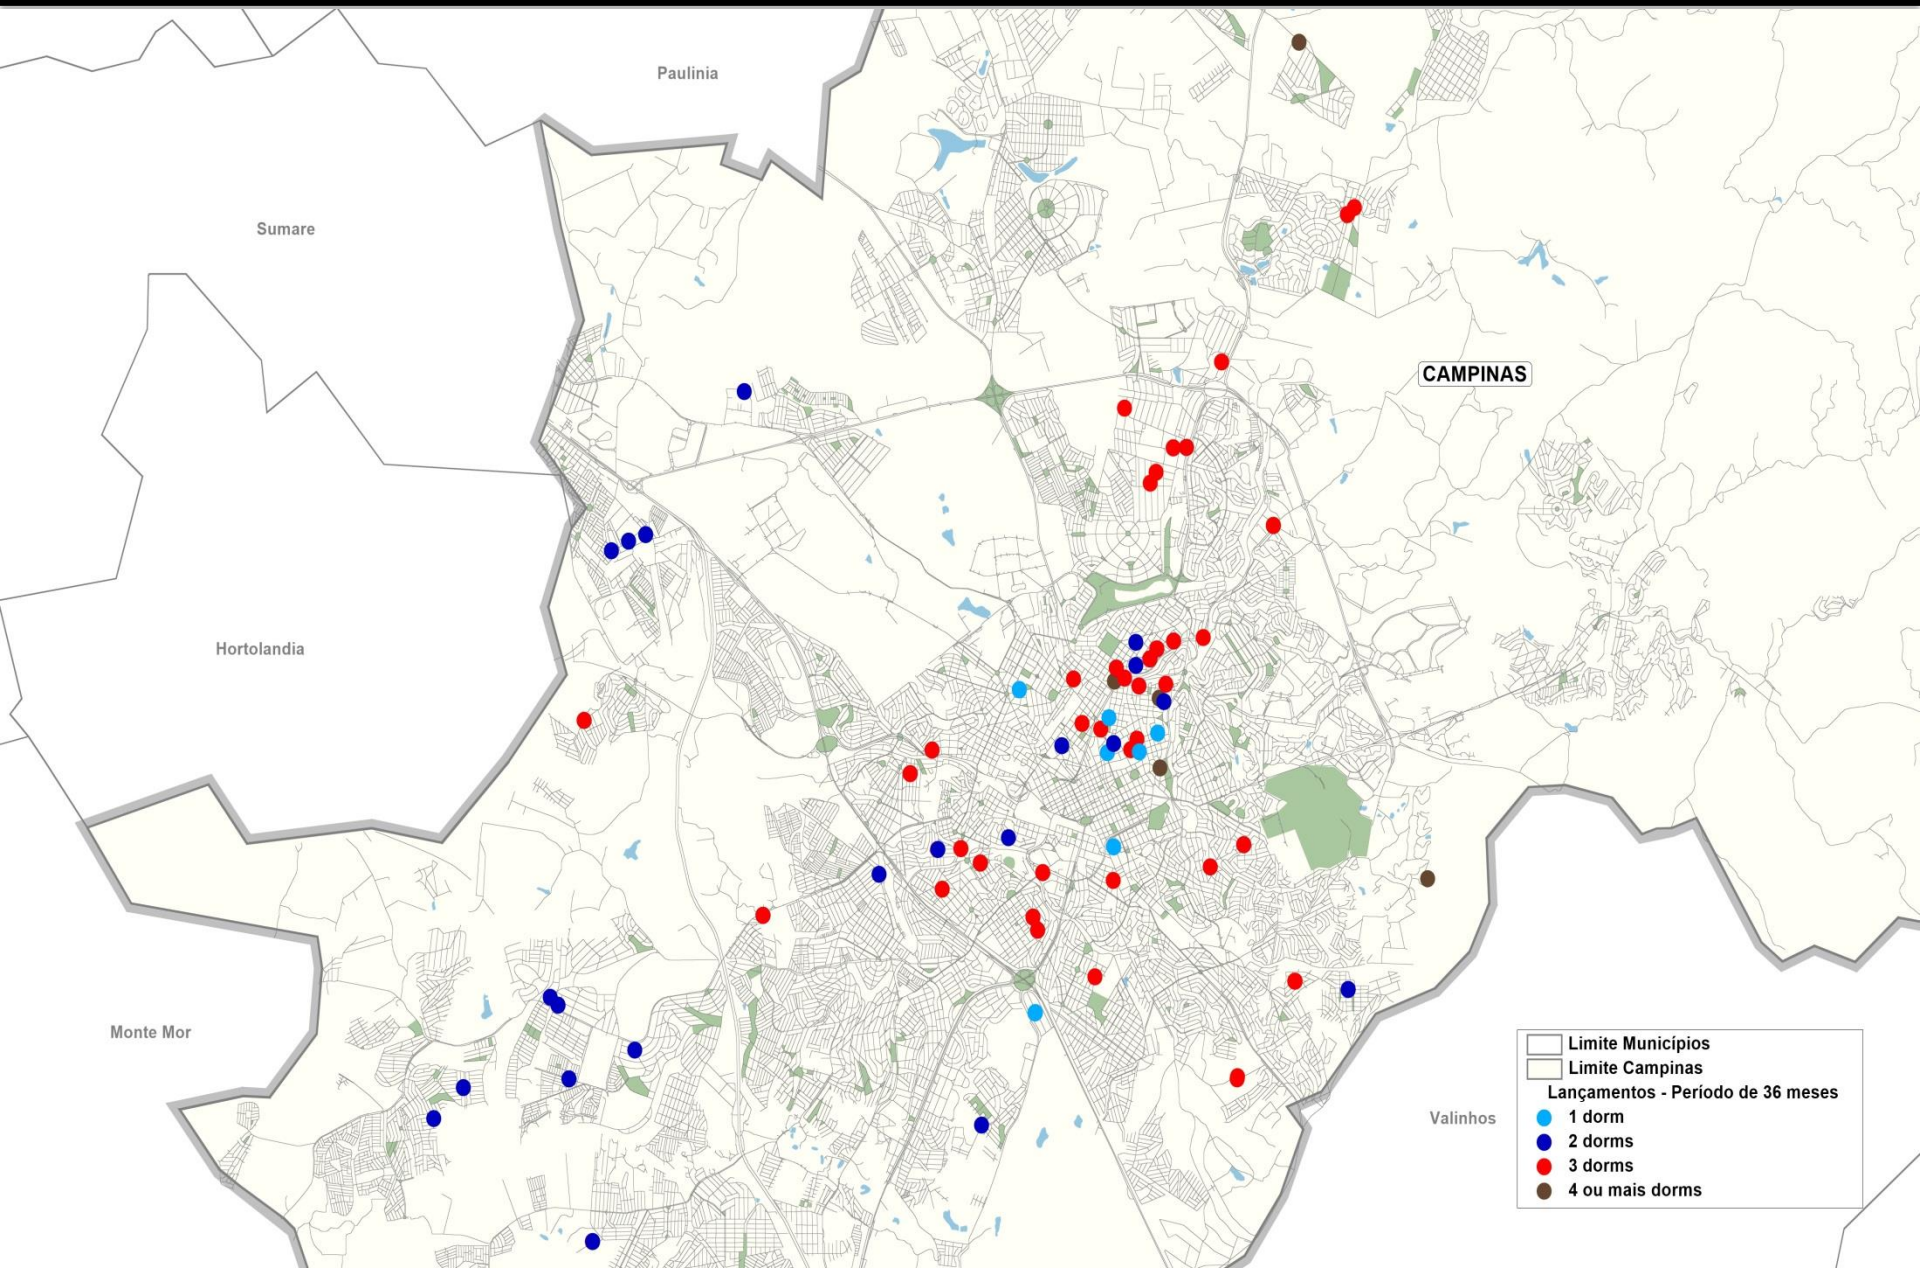 Paulinia
Sumare
CAMPINAS
Hortolandia
Monte Mor
Valinhos
Limite Municípios
Limite Campinas
Lançamentos - Período de 36 meses
1 dorm
2 dorms
3 dorms
4 ou mais dorms